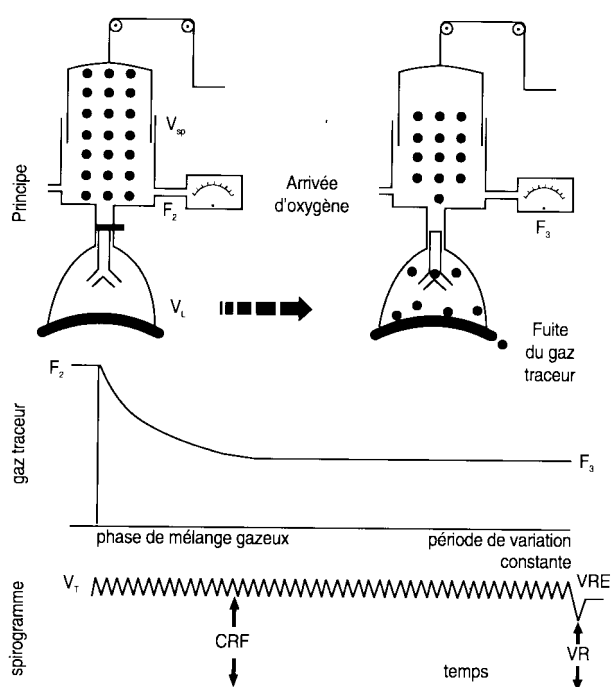 Principe
V_sp
F_2
V_L
Arrivée
d'oxygène
F_3
Fuite
du gaz
traceur
gaz traceur
F_2
F_3
phase de mélange gazeux
période de variation
constante
spirogramme
V_T
VRE
CRF
VR
temps